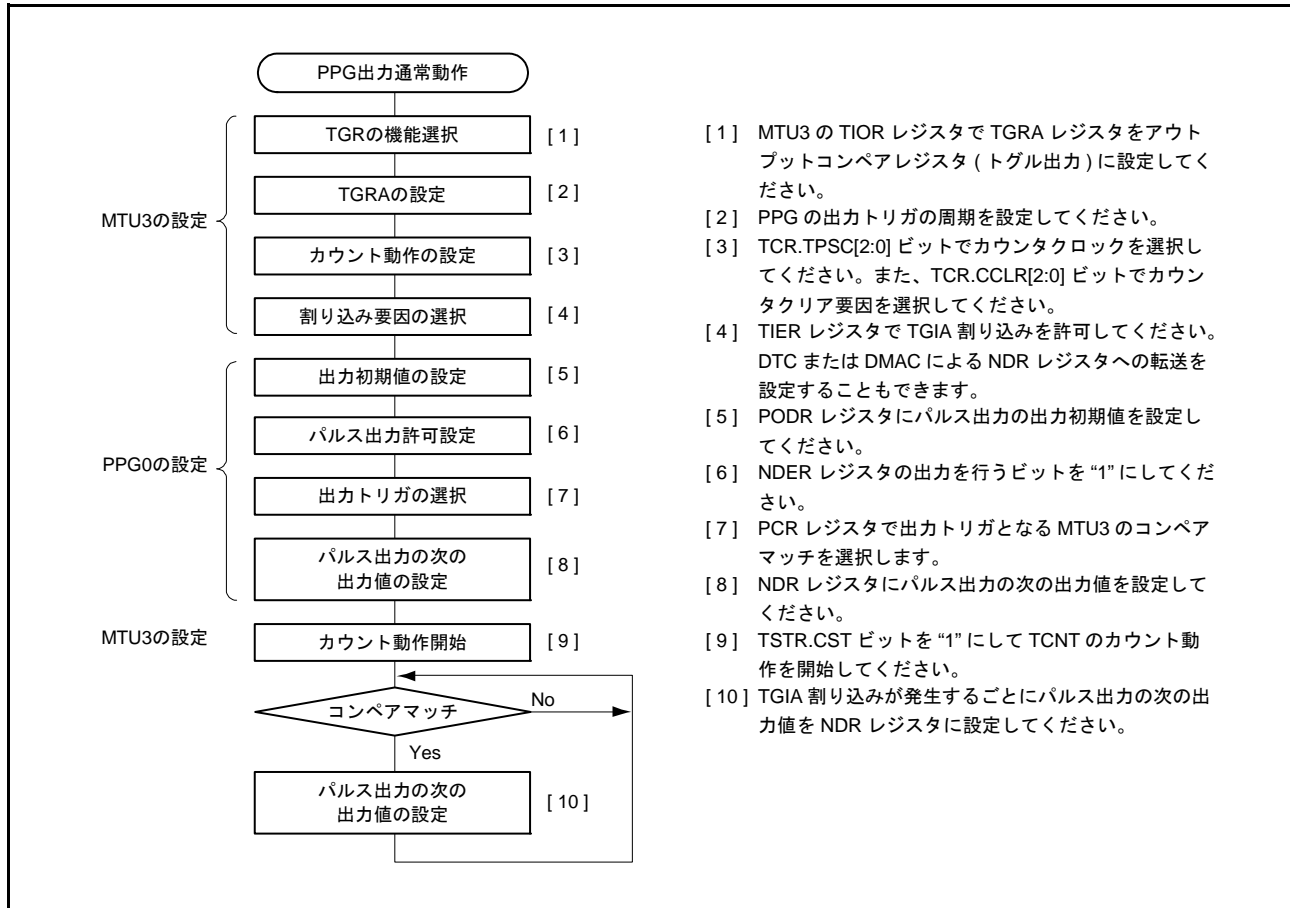 PPG出力通常動作
TGRの機能選択 [ 1 ]
TGRAの設定 [ 2 ]
MTU3の設定
カウント動作の設定 [ 3 ]
割り込み要因の選択 [ 4 ]
出力初期値の設定 [ 5 ]
パルス出力許可設定 [ 6 ]
PPG0の設定
出力トリガの選択 [ 7 ]
パルス出力の次の
出力値の設定
[ 8 ]
MTU3の設定
カウント動作開始 [ 9 ]
コンペアマッチ
No
Yes
パルス出力の次の
出力値の設定
[ 10 ]
[ 1 ] MTU3 の TIOR レジスタで TGRA レジスタをアウト
プットコンペアレジスタ ( トグル出力 ) に設定してく
ださい。
[ 2 ] PPG の出力トリガの周期を設定してください。
[ 3 ] TCR.TPSC[2:0] ビットでカウンタクロックを選択し
てください。また、TCR.CCLR[2:0] ビットでカウン
タクリア要因を選択してください。
[ 4 ] TIER レジスタで TGIA 割り込みを許可してください。
DTC または DMAC による NDR レジスタへの転送を
設定することもできます。
[ 5 ] PODR レジスタにパルス出力の出力初期値を設定し
てください。
[ 6 ] NDER レジスタの出力を行うビットを “1” にしてくだ
さい。
[ 7 ] PCR レジスタで出力トリガとなる MTU3 のコンペア
マッチを選択します。
[ 8 ] NDR レジスタにパルス出力の次の出力値を設定して
ください。
[ 9 ] TSTR.CST ビットを “1” にして TCNT のカウント動
作を開始してください。
[ 10 ] TGIA 割り込みが発生するごとにパルス出力の次の出
力値を NDR レジスタに設定してください。